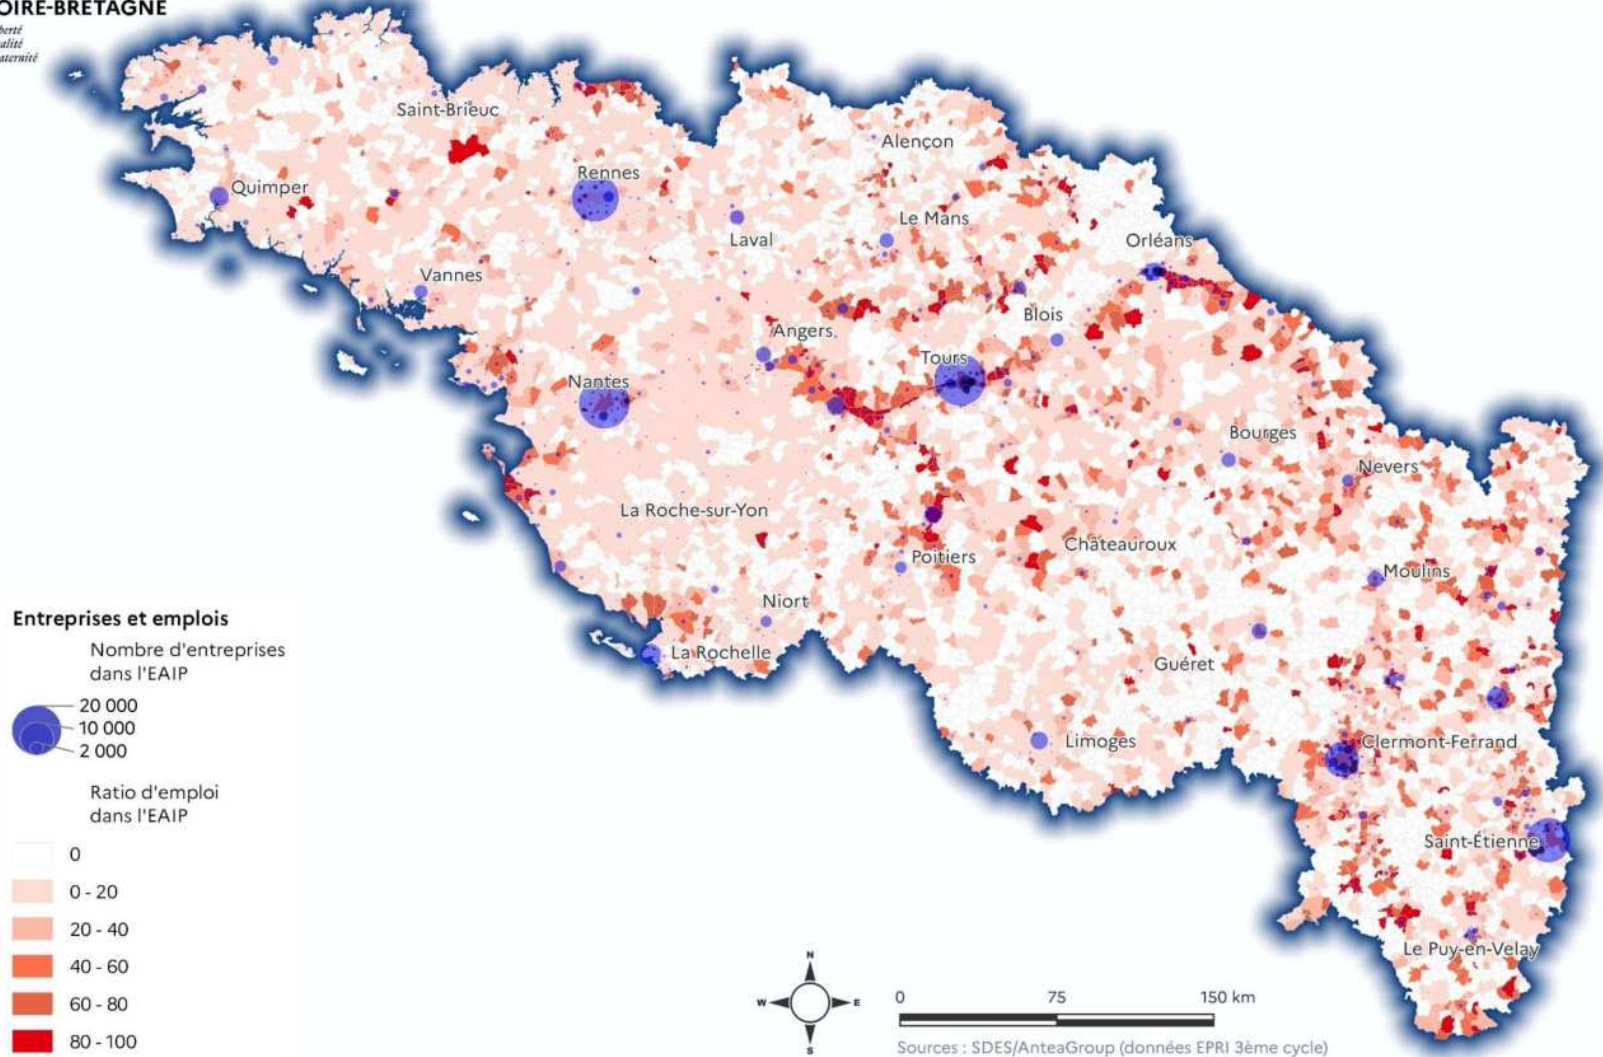 OIRE-BRETAGNE
Saint-Brieuc
Alençon
Rennes
Quimper
Le Mans
Laval
Orléans
Vannes
Blois
Angers
Tours
Nantes
Bourges
Nevers
La Roche-sur-Yon
Châteauroux
Poitiers
Moulins
Niort
La Rochelle
Guéret
Limoges
Clermont-Ferrand
Saint-Étienne
Le Puy-en-Velay
Entreprises et emplois
Nombre d'entreprises
dans l'EAIP
20 000
10 000
2 000
Ratio d'emploi
dans l'EAIP
0
0 - 20
20 - 40
40 - 60
60 - 80
80 - 100
N
W E
S
0 75 150 km
Sources : SDES/AnteaGroup (données EPRI 3ème cycle)